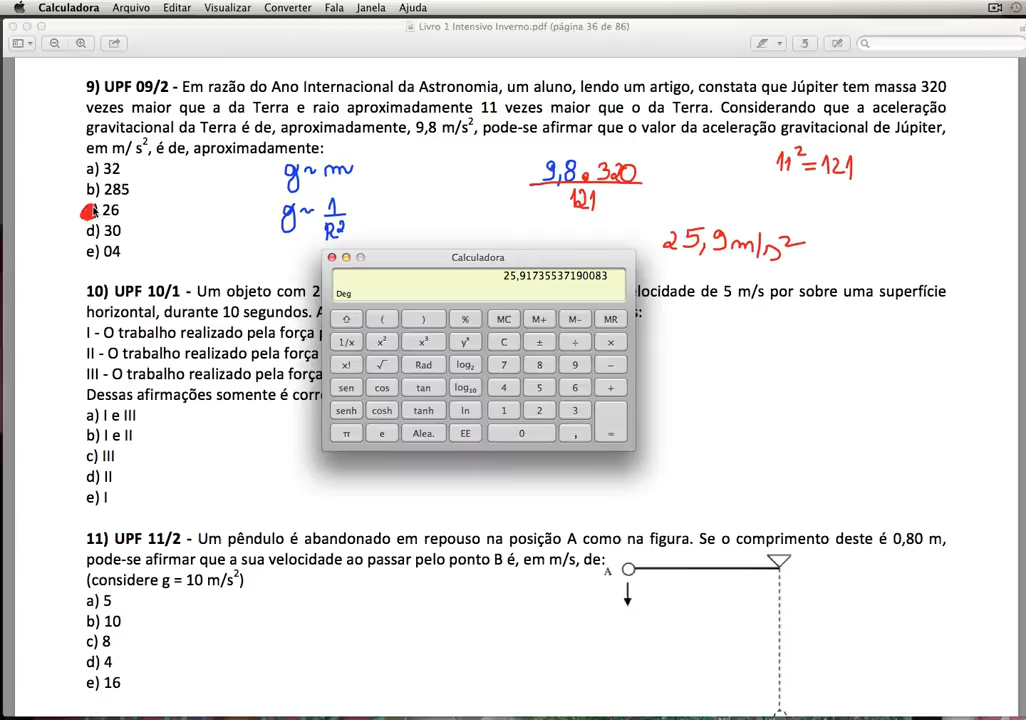 Calculadora Arquivo Editar Visualizar Converter Fala Janela Ajuda
Livro 1 Intensivo Inverno.pdf (página 36 de 86)
9) UPF 09/2 - Em razão do Ano Internacional da Astronomia, um aluno, lendo um artigo, constata que Júpiter tem massa 320
vezes maior que a da Terra e raio aproximadamente 11 vezes maior que o da Terra. Considerando que a aceleração
gravitacional da Terra é de, aproximadamente, 9,8 m/s², pode-se afirmar que o valor da aceleração gravitacional de Júpiter,
em m/ s², é de, aproximadamente:
a) 32
b) 285
) 26
d) 30
e) 04
g ~ m
g ~ 1/R²
9,8 . 320
121
11² = 121
25,9 m/s²
Calculadora
25,91735537190083
Deg
( ) % MC M+ M- MR
1/x x² x³ yˣ C ± ÷ ×
x! √ Rad log₂ 7 8 9 −
sen cos tan log₁₀ 4 5 6 +
senh cosh tanh ln 1 2 3
π e Alea. EE 0 , =
10) UPF 10/1 - Um objeto com 2
locidade de 5 m/s por sobre uma superfície
horizontal, durante 10 segundos. A
s:
I - O trabalho realizado pela força
II - O trabalho realizado pela força
III - O trabalho realizado pela força
Dessas afirmações somente é corr
a) I e III
b) I e II
c) III
d) II
e) I
11) UPF 11/2 - Um pêndulo é abandonado em repouso na posição A como na figura. Se o comprimento deste é 0,80 m,
pode-se afirmar que a sua velocidade ao passar pelo ponto B é, em m/s, de:
A
(considere g = 10 m/s²)
a) 5
b) 10
c) 8
d) 4
e) 16